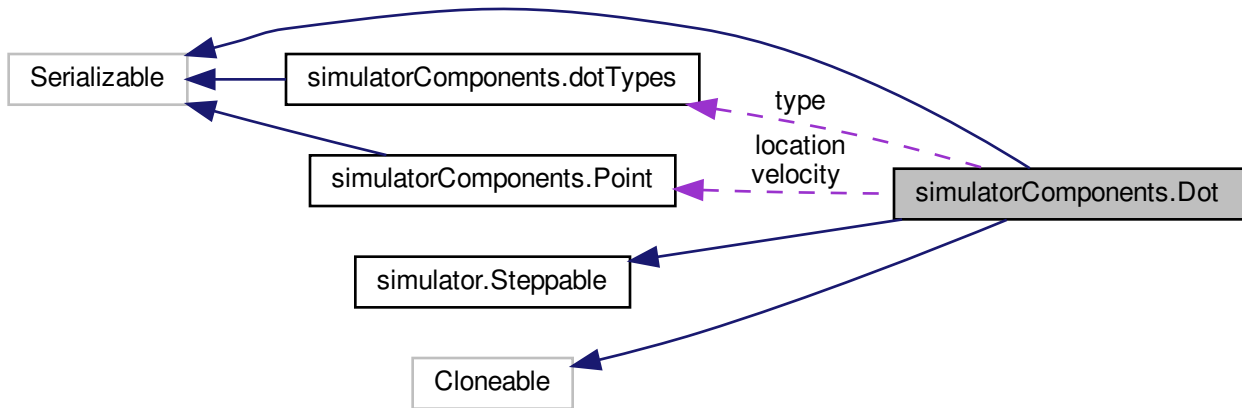 Serializable
simulatorComponents.dotTypes
type
location
velocity
simulatorComponents.Point
simulatorComponents.Dot
simulator.Steppable
Cloneable